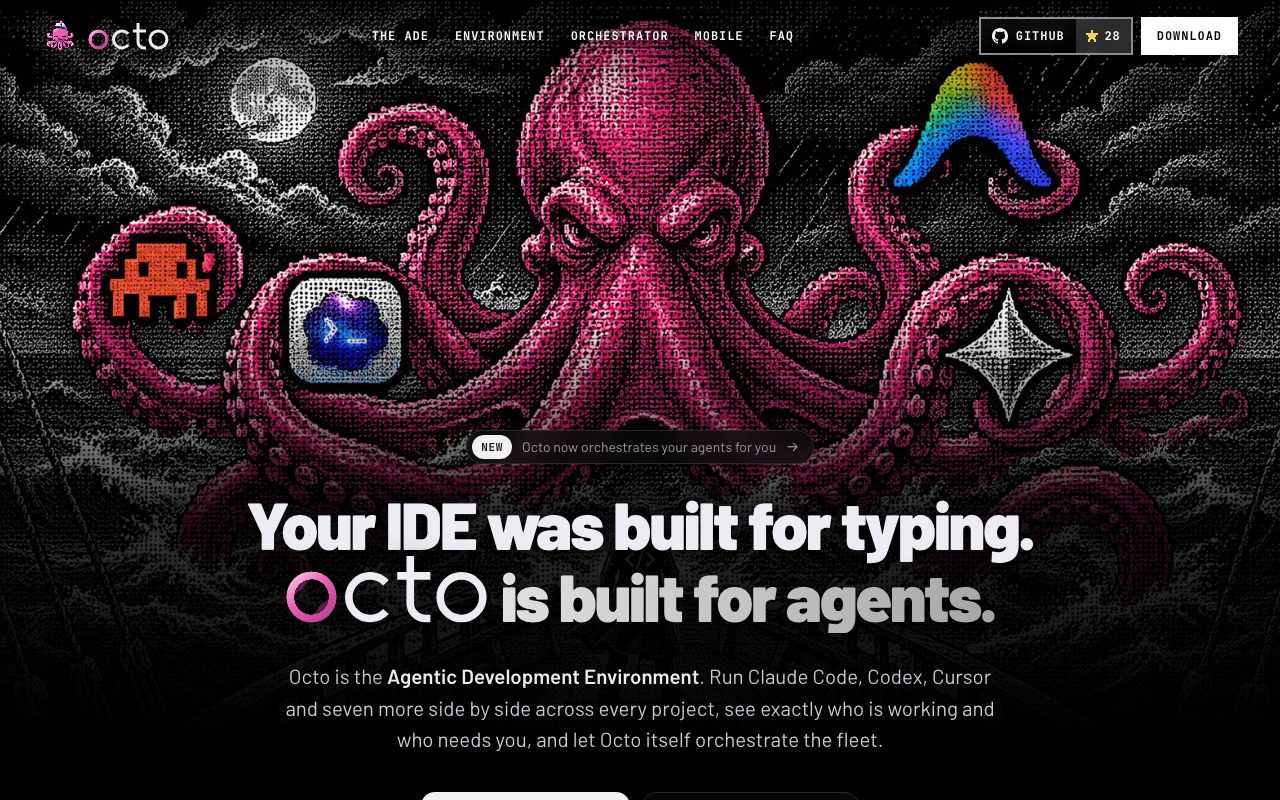 octo
THE ADE
ENVIRONMENT
ORCHESTRATOR
MOBILE
FAQ
GITHUB
28
DOWNLOAD
NEW
Octo now orchestrates your agents for you →
Your IDE was built for typing.
octo is built for agents.
Octo is the Agentic Development Environment. Run Claude Code, Codex, Cursor
and seven more side by side across every project, see exactly who is working and
who needs you, and let Octo itself orchestrate the fleet.